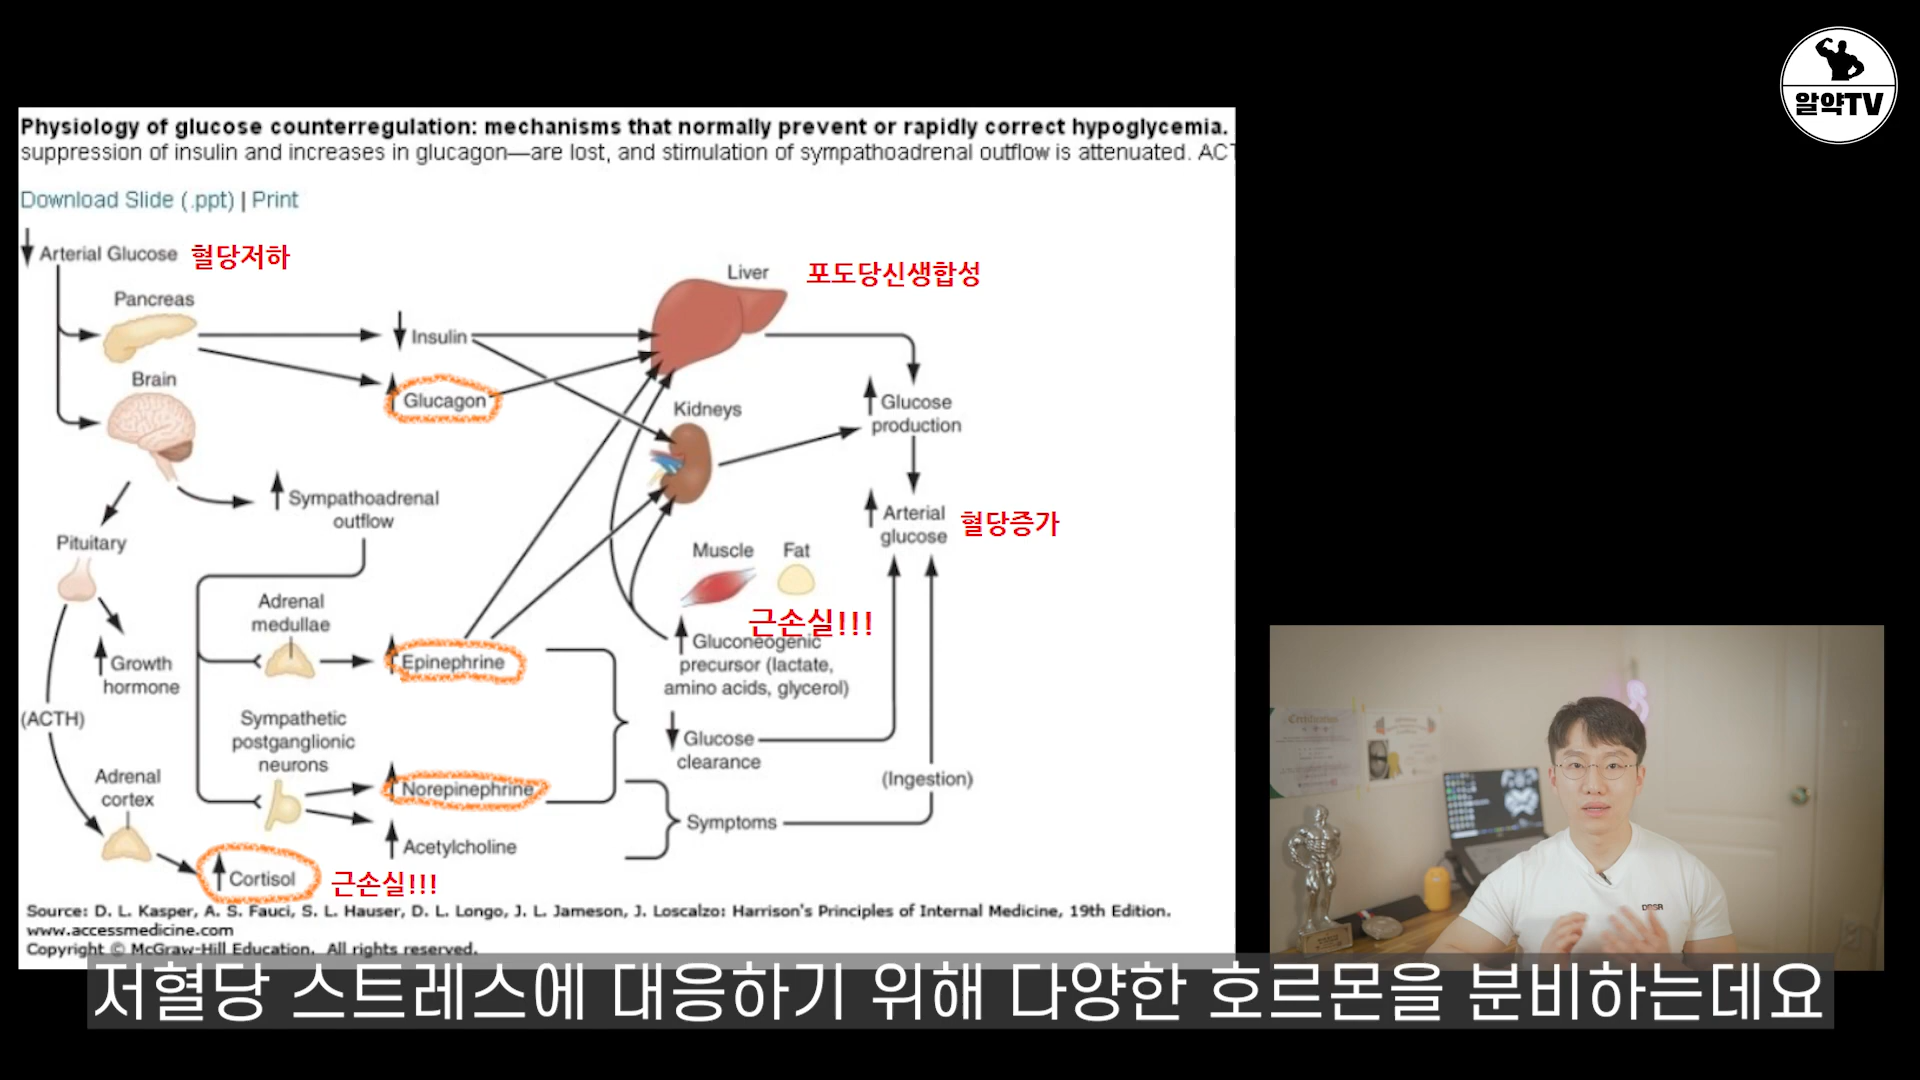 알약TV
Physiology of glucose counterregulation: mechanisms that normally prevent or rapidly correct hypoglycemia.
suppression of insulin and increases in glucagon—are lost, and stimulation of sympathoadrenal outflow is attenuated. ACT
Download Slide (.ppt) | Print
Arterial Glucose 혈당저하
Liver
포도당신생합성
Pancreas
Insulin
Brain
Glucagon
Kidneys
Glucose
production
Sympathoadrenal
outflow
Arterial
glucose
혈당증가
Pituitary
Muscle Fat
Adrenal
medullae
근손실!!!
Gluconeogenic
precursor (lactate,
amino acids, glycerol)
Epinephrine
Growth
hormone
(ACTH)
Sympathetic
postganglionic
neurons
Glucose
clearance
(Ingestion)
Adrenal
cortex
Norepinephrine
Symptoms
Acetylcholine
Cortisol
근손실!!!
Source: D. L. Kasper, A. S. Fauci, S. L. Hauser, D. L. Longo, J. L. Jameson, J. Loscalzo: Harrison's Principles of Internal Medicine, 19th Edition.
www.accessmedicine.com
Copyright © McGraw-Hill Education. All rights reserved.
저혈당 스트레스에 대응하기 위해 다양한 호르몬을 분비하는데요